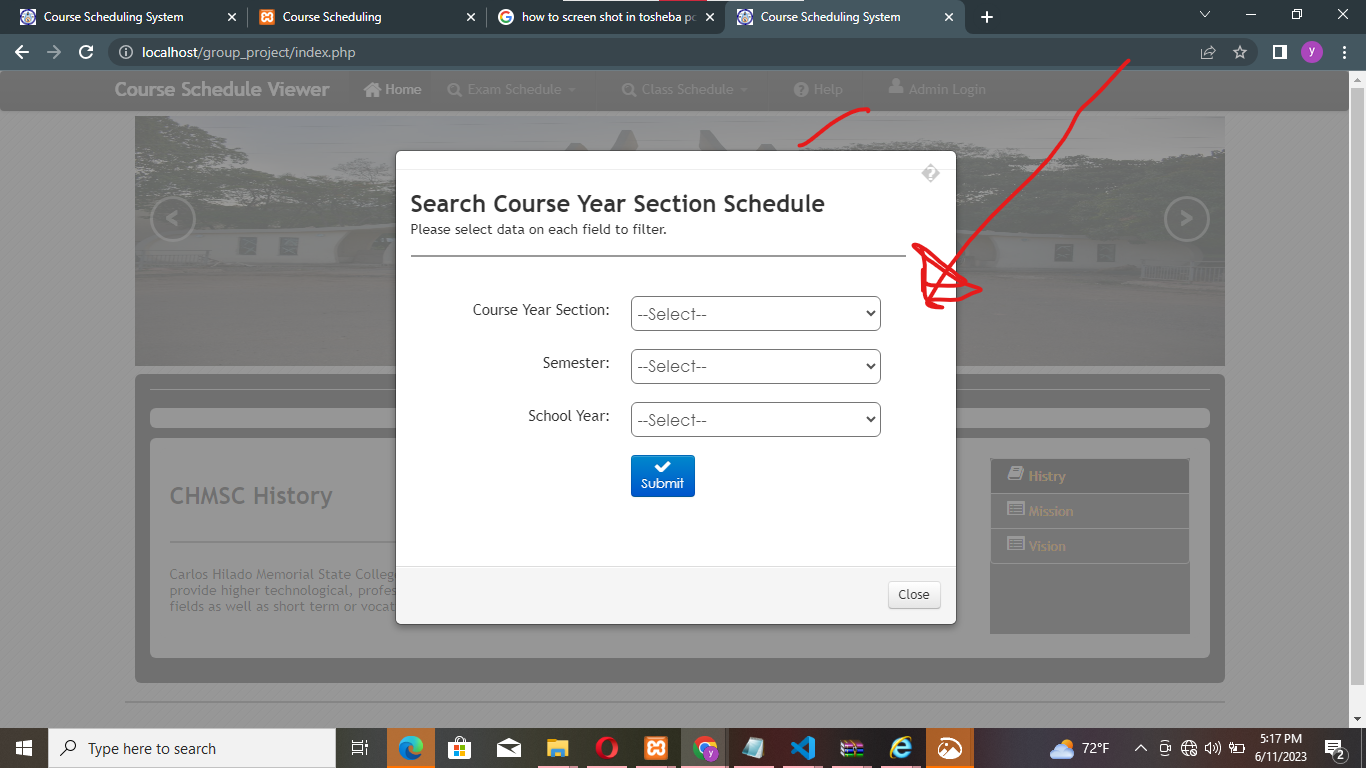 Course Scheduling System
Course Scheduling
how to screen shot in tosheba pc
Course Scheduling System
localhost/group_project/index.php
y
Course Schedule Viewer
Home
Exam Schedule
Class Schedule
Help
Admin Login
Search Course Year Section Schedule
Please select data on each field to filter.
Course Year Section:
--Select--
Semester:
--Select--
School Year:
--Select--
Submit
Close
CHMSC History
Carlos Hilado Memorial State Colleg
provide higher technological, profes
fields as well as short term or vocat
Histry
Mission
Vision
Type here to search
72°F
5:17 PM
6/11/2023
2